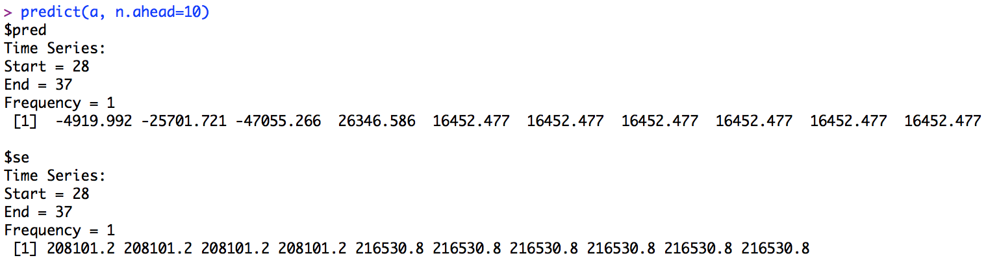 > predict(a, n.ahead=10)
$pred
Time Series:
Start = 28
End = 37
Frequency = 1
[1] -4919.992 -25701.721 -47055.266 26346.586 16452.477 16452.477 16452.477 16452.477 16452.477 16452.477
$se
Time Series:
Start = 28
End = 37
Frequency = 1
[1] 208101.2 208101.2 208101.2 208101.2 216530.8 216530.8 216530.8 216530.8 216530.8 216530.8